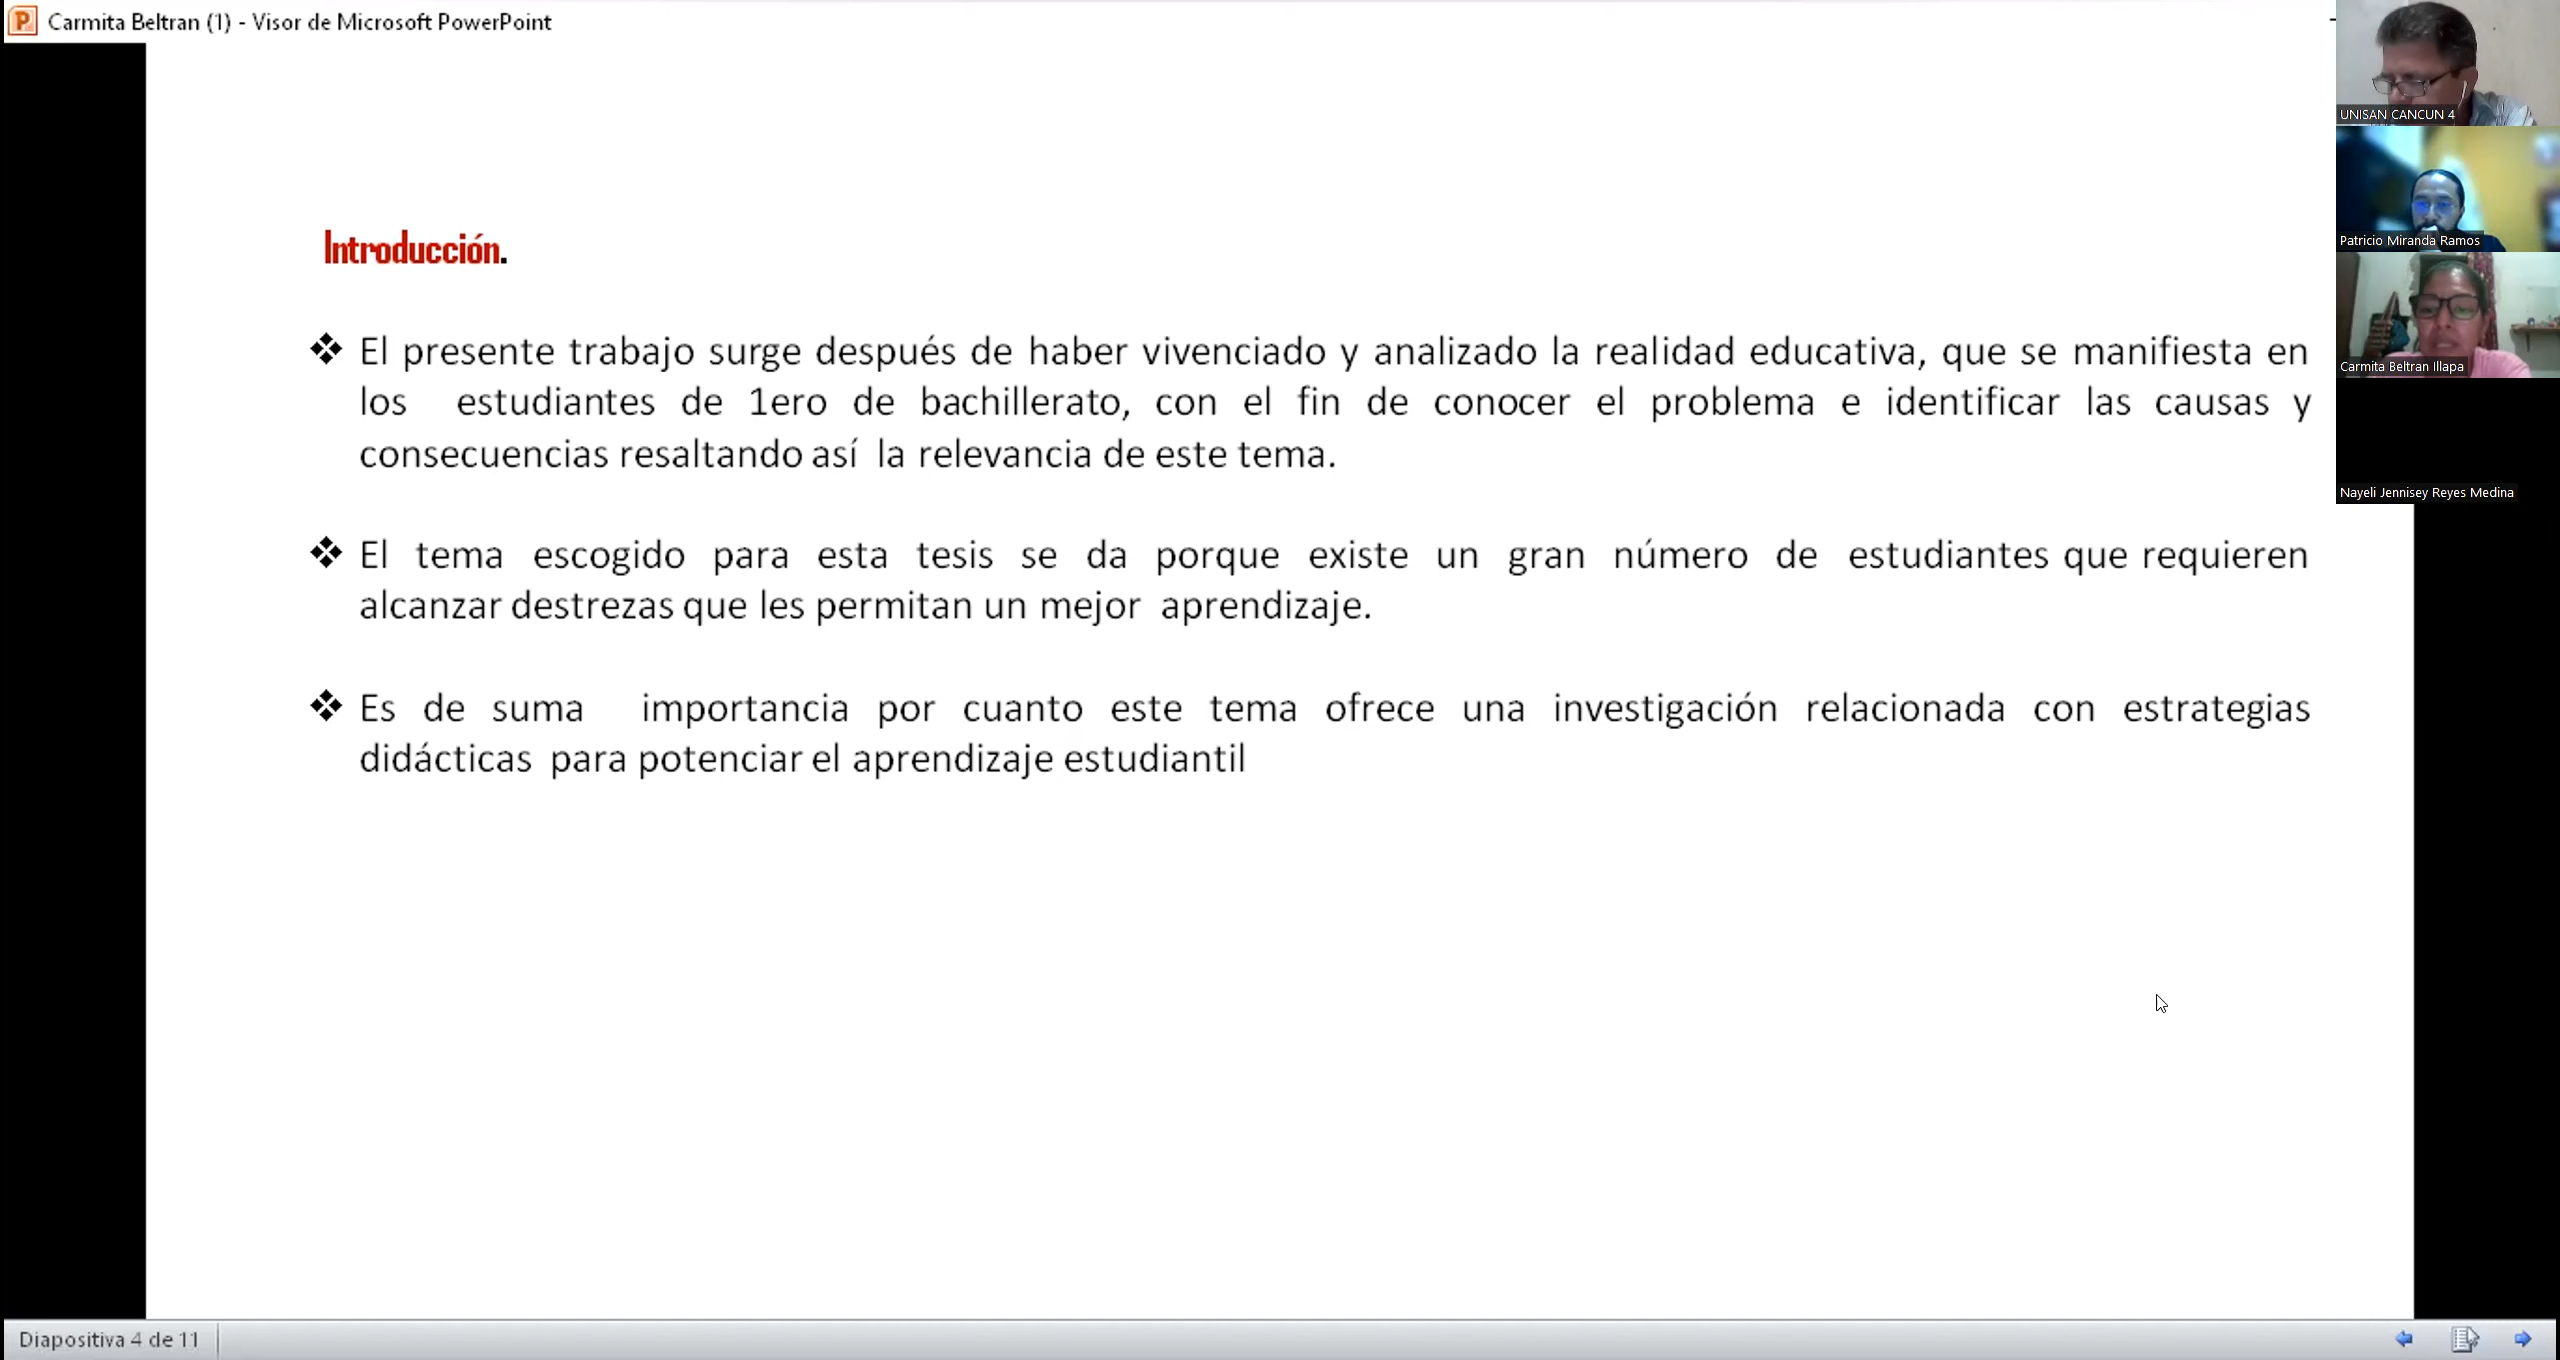 Carmita Beltran (1) - Visor de Microsoft PowerPoint
UNISAN CANCUN 4
Patricio Miranda Ramos
Carmita Beltran Illapa
Nayeli Jennisey Reyes Medina
Introducción.
El presente trabajo surge después de haber vivenciado y analizado la realidad educativa, que se manifiesta en
los estudiantes de 1ero de bachillerato, con el fin de conocer el problema e identificar las causas y
consecuencias resaltando así la relevancia de este tema.
El tema escogido para esta tesis se da porque existe un gran número de estudiantes que requieren
alcanzar destrezas que les permitan un mejor aprendizaje.
Es de suma importancia por cuanto este tema ofrece una investigación relacionada con estrategias
didácticas para potenciar el aprendizaje estudiantil
Diapositiva 4 de 11